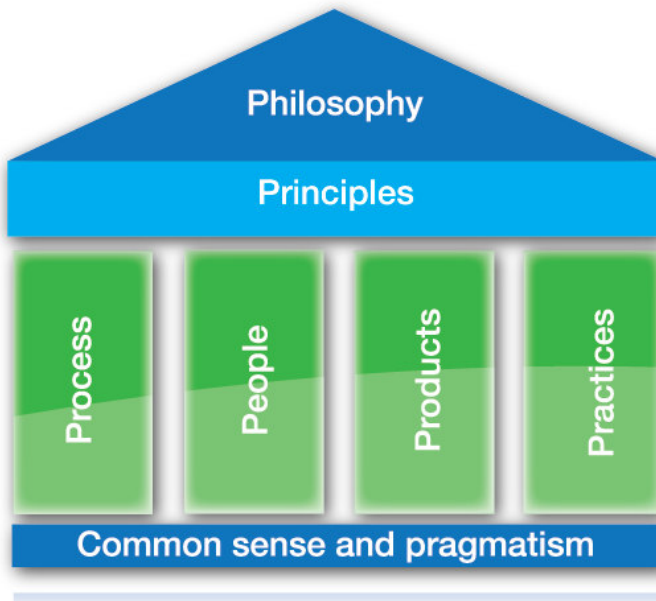 Philosophy
Principles
Process
People
Products
Practices
Common sense and pragmatism